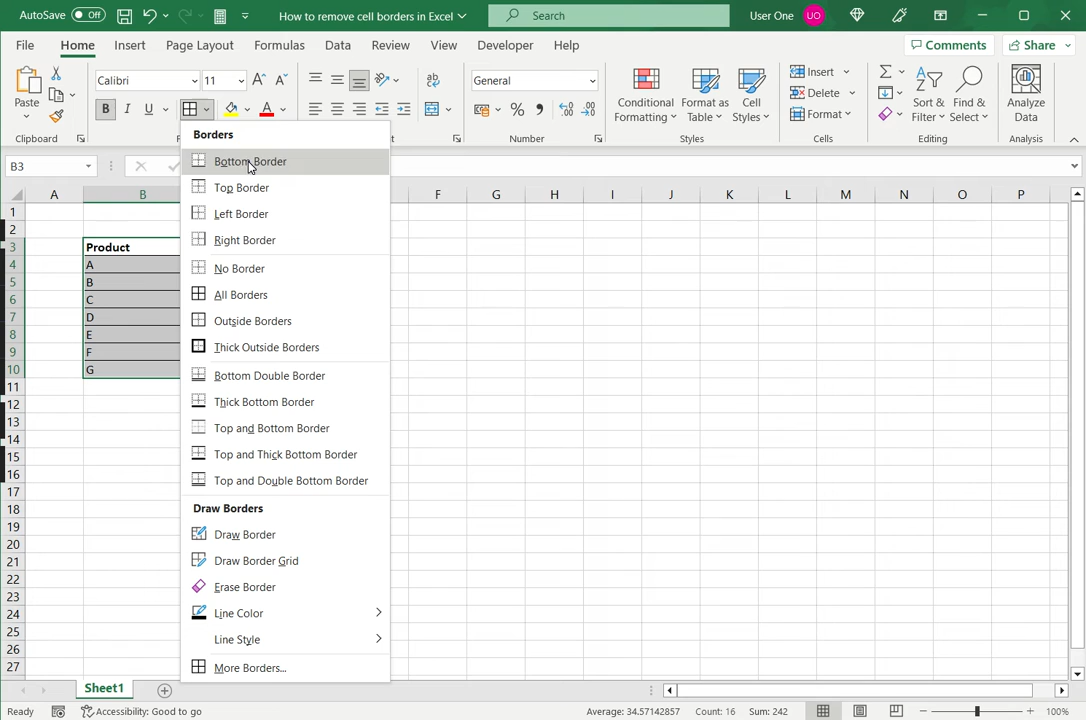 AutoSave Off How to remove cell borders in Excel Search User One UO
File Home Insert Page Layout Formulas Data Review View Developer Help Comments Share
Paste Calibri 11 General Conditional Formatting Format as Table Cell Styles Insert Delete Format Sort & Filter Find & Select Analyze Data
B I U A
Clipboard F t Number Styles Cells Editing Analysis
B3
A B F G H I J K L M N O P
1
2
3 Product
4 A
5 B
6 C
7 D
8 E
9 F
10 G
11
12
13
14
15
16
17
18
19
20
21
22
23
24
25
26
27
Borders
Bottom Border
Top Border
Left Border
Right Border
No Border
All Borders
Outside Borders
Thick Outside Borders
Bottom Double Border
Thick Bottom Border
Top and Bottom Border
Top and Thick Bottom Border
Top and Double Bottom Border
Draw Borders
Draw Border
Draw Border Grid
Erase Border
Line Color
Line Style
More Borders...
Sheet1
Ready Accessibility: Good to go Average: 34.57142857 Count: 16 Sum: 242 100%